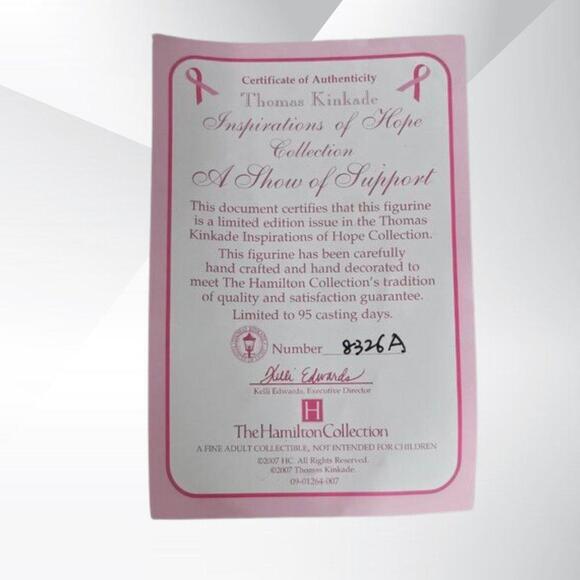 Certificate of Authenticity
Thomas Kinkade
Inspirations of Hope
Collection
A Show of Support
This document certifies that this figurine
is a limited edition issue in the Thomas
Kinkade Inspirations of Hope Collection.
This figurine has been carefully
hand crafted and hand decorated to
meet The Hamilton Collection's tradition
of quality and satisfaction guarantee.
Limited to 95 casting days.
Number 8326A
Kelli Edwards
Kelli Edwards, Executive Director
H
The Hamilton Collection
A FINE ADULT COLLECTIBLE, NOT INTENDED FOR CHILDREN
©2007 HC. All Rights Reserved.
©2007 Thomas Kinkade.
09-01264-007